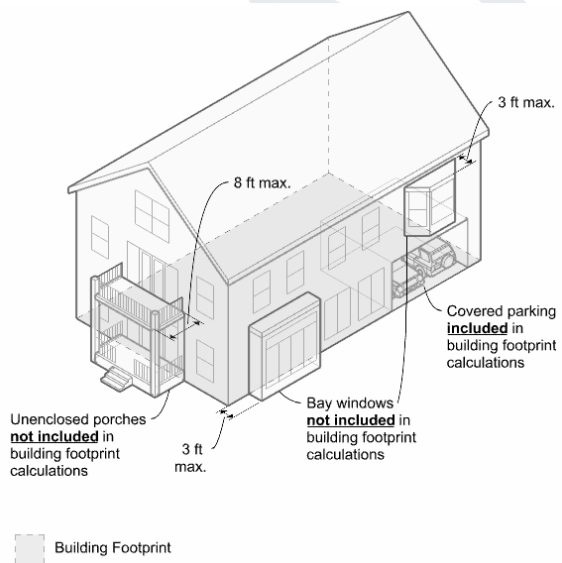 3 ft max.
8 ft max.
Covered parking
included in
building footprint
calculations
Unenclosed porches
not included in
building footprint
calculations
3 ft
max.
Bay windows
not included in
building footprint
calculations
Building Footprint